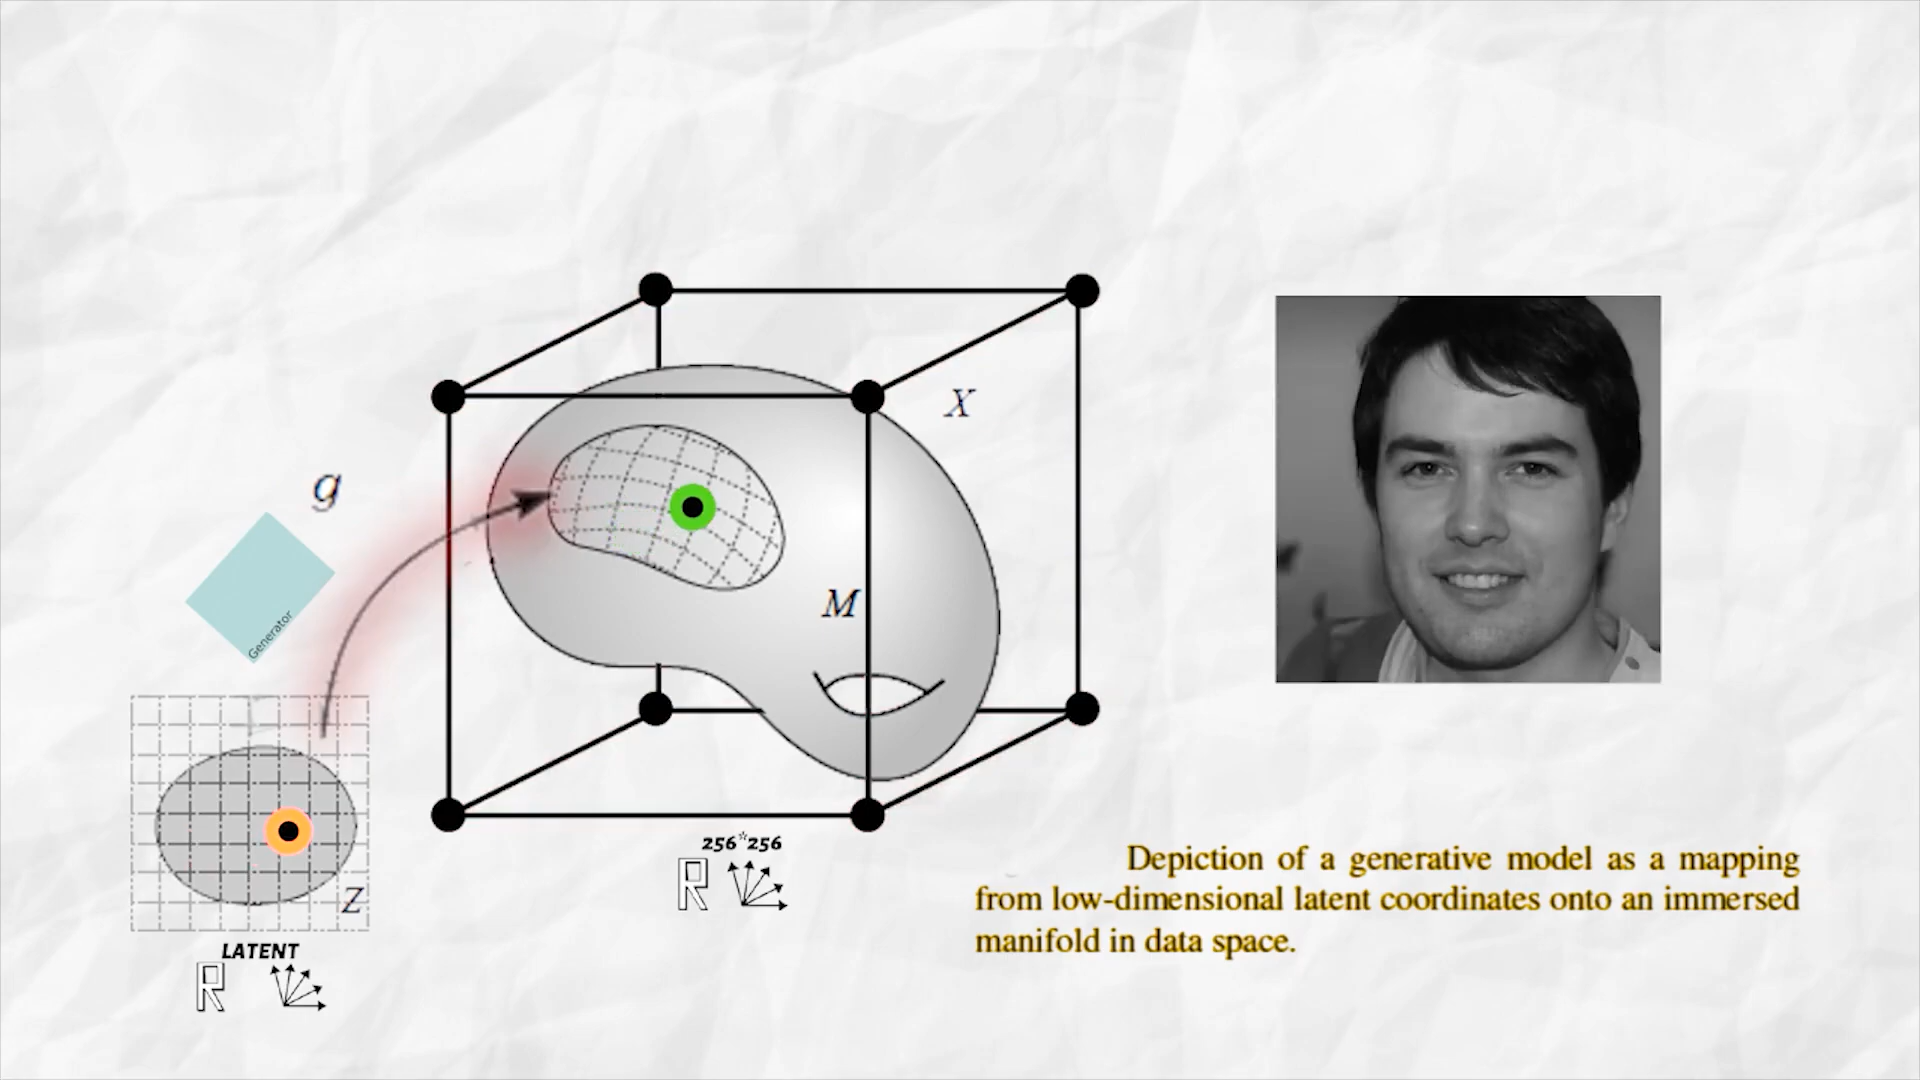 X
g
M
Generator
Z
256*256
R
Depiction of a generative model as a mapping
from low-dimensional latent coordinates onto an immersed
manifold in data space.
LATENT
R